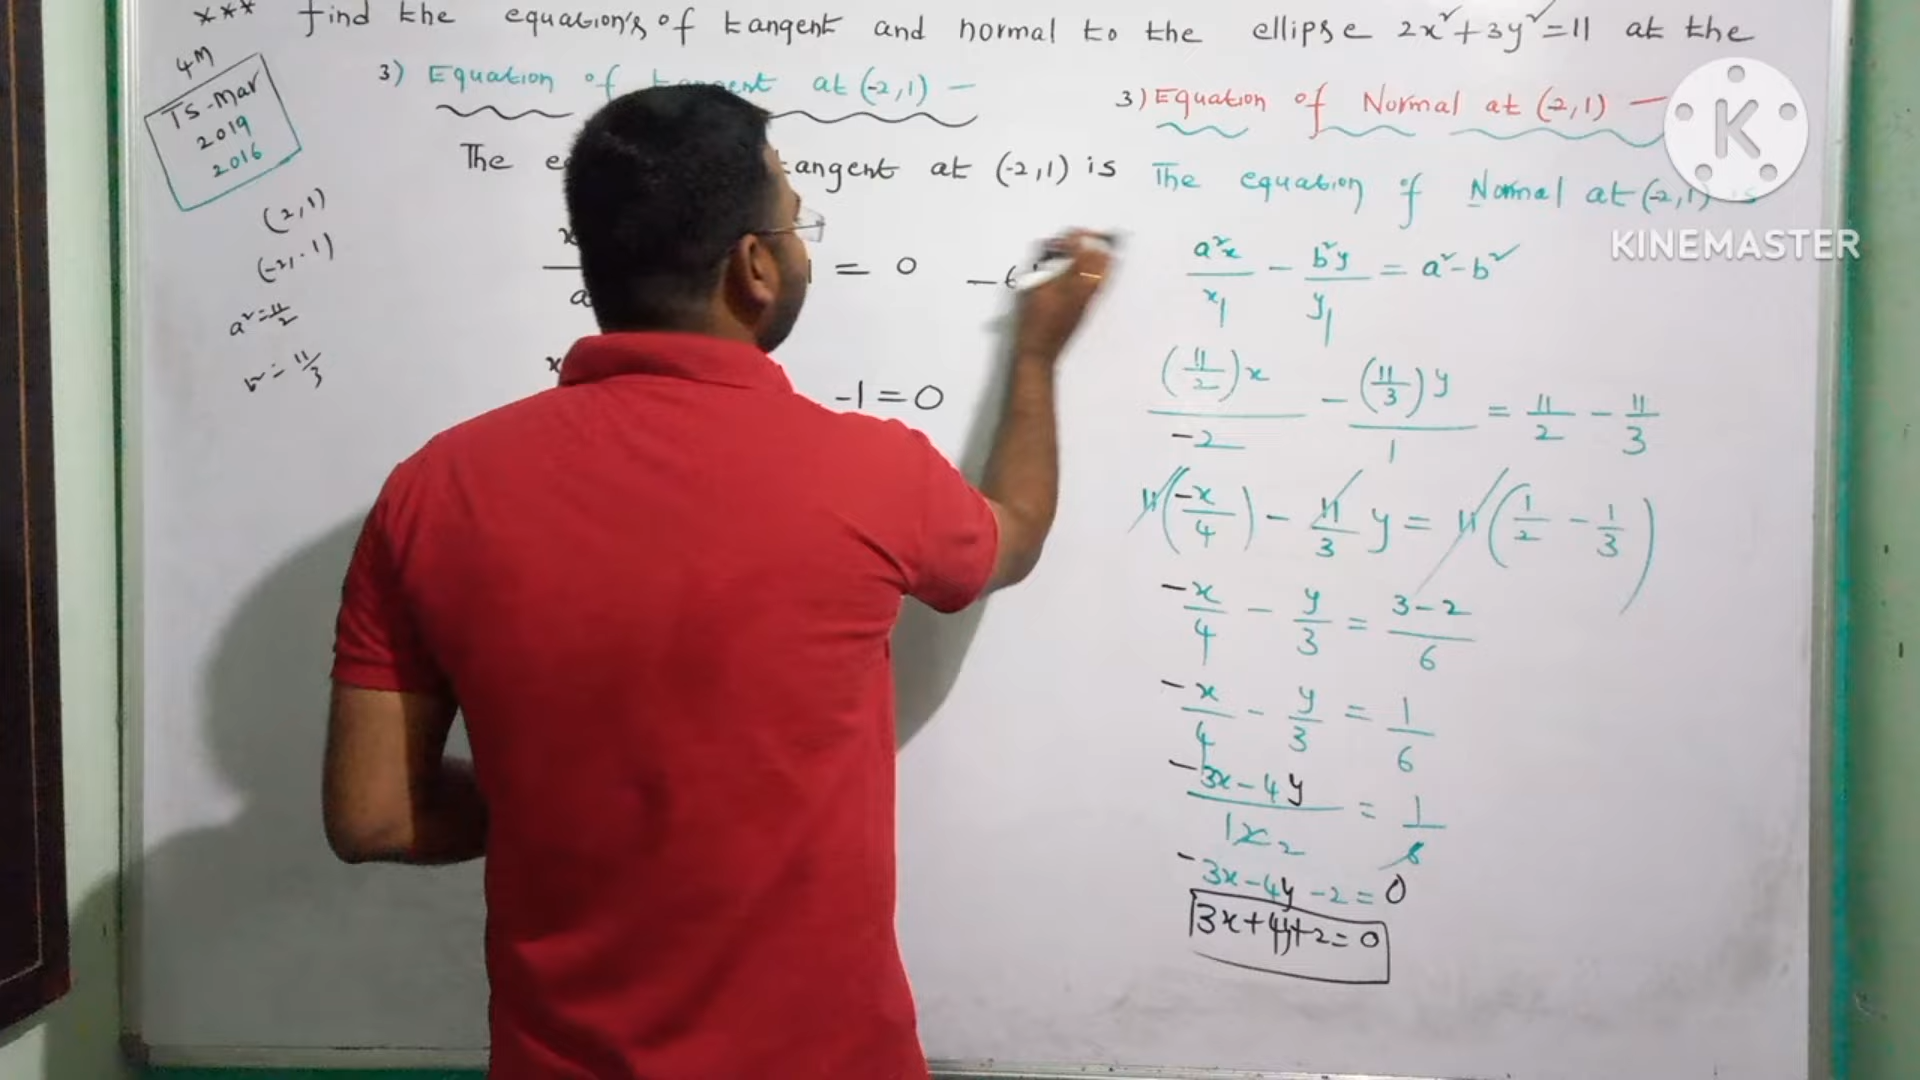 *** find the equation's of tangent and normal to the ellipse 2x²+3y²=11 at the
4M
TS-Mar
2019
2016
(2,1)
(-2,1)
a²=11/2
b²=11/3
3) Equation of tangent at (-2,1) -
The tangent at (-2,1) is
= 0
-1=0
3) Equation of Normal at (-2,1) -
The equation of Normal at (-2,1) is
a²x/x₁ - b²y/y₁ = a²-b²
(11/2)x/-2 - (11/3)y/1 = 11/2 - 11/3
11(-x/4) - 11/3 y = 11(1/2 - 1/3)
-x/4 - y/3 = 3-2/6
-x/4 - y/3 = 1/6
-3x-4y/12 = 1/6
-3x-4y-2=0
3x+4y+2=0
K
KINEMASTER